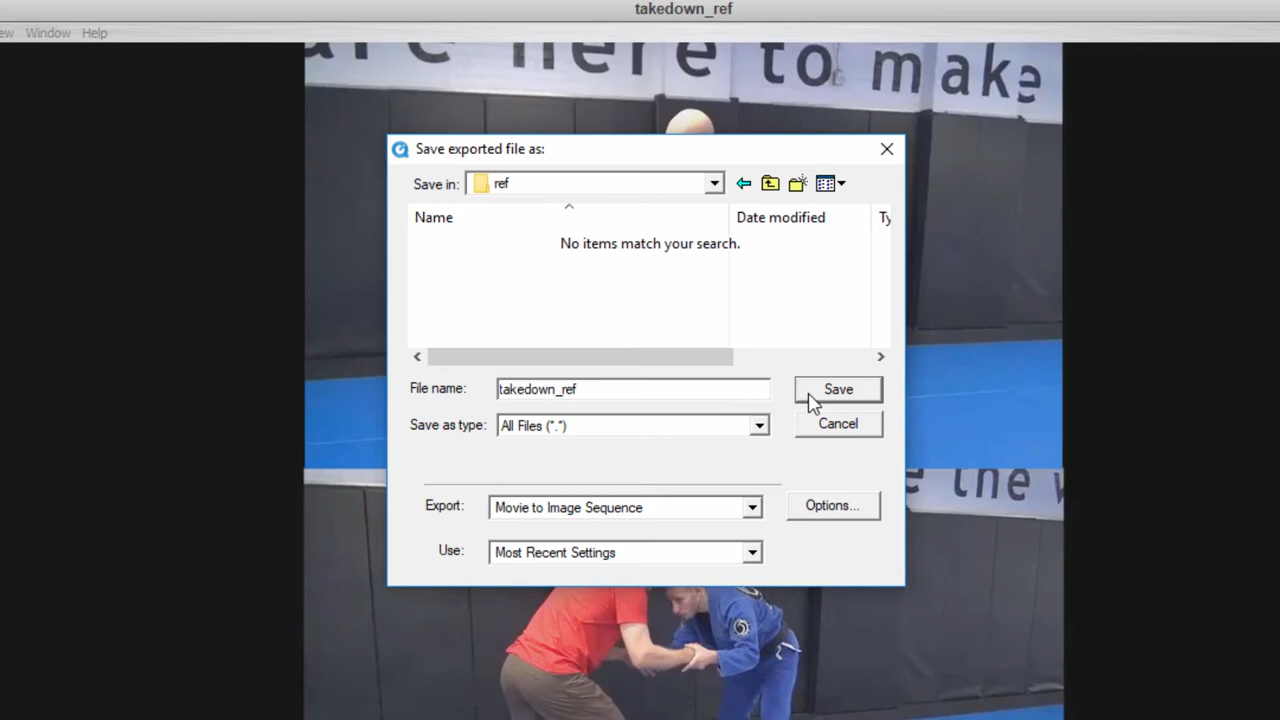 takedown_ref
ew Window Help
are here to make
Save exported file as:
Save in: ref
Name Date modified Ty
No items match your search.
File name: takedown_ref Save
Save as type: All Files (*.*) Cancel
e the w
Export: Movie to Image Sequence Options...
Use: Most Recent Settings